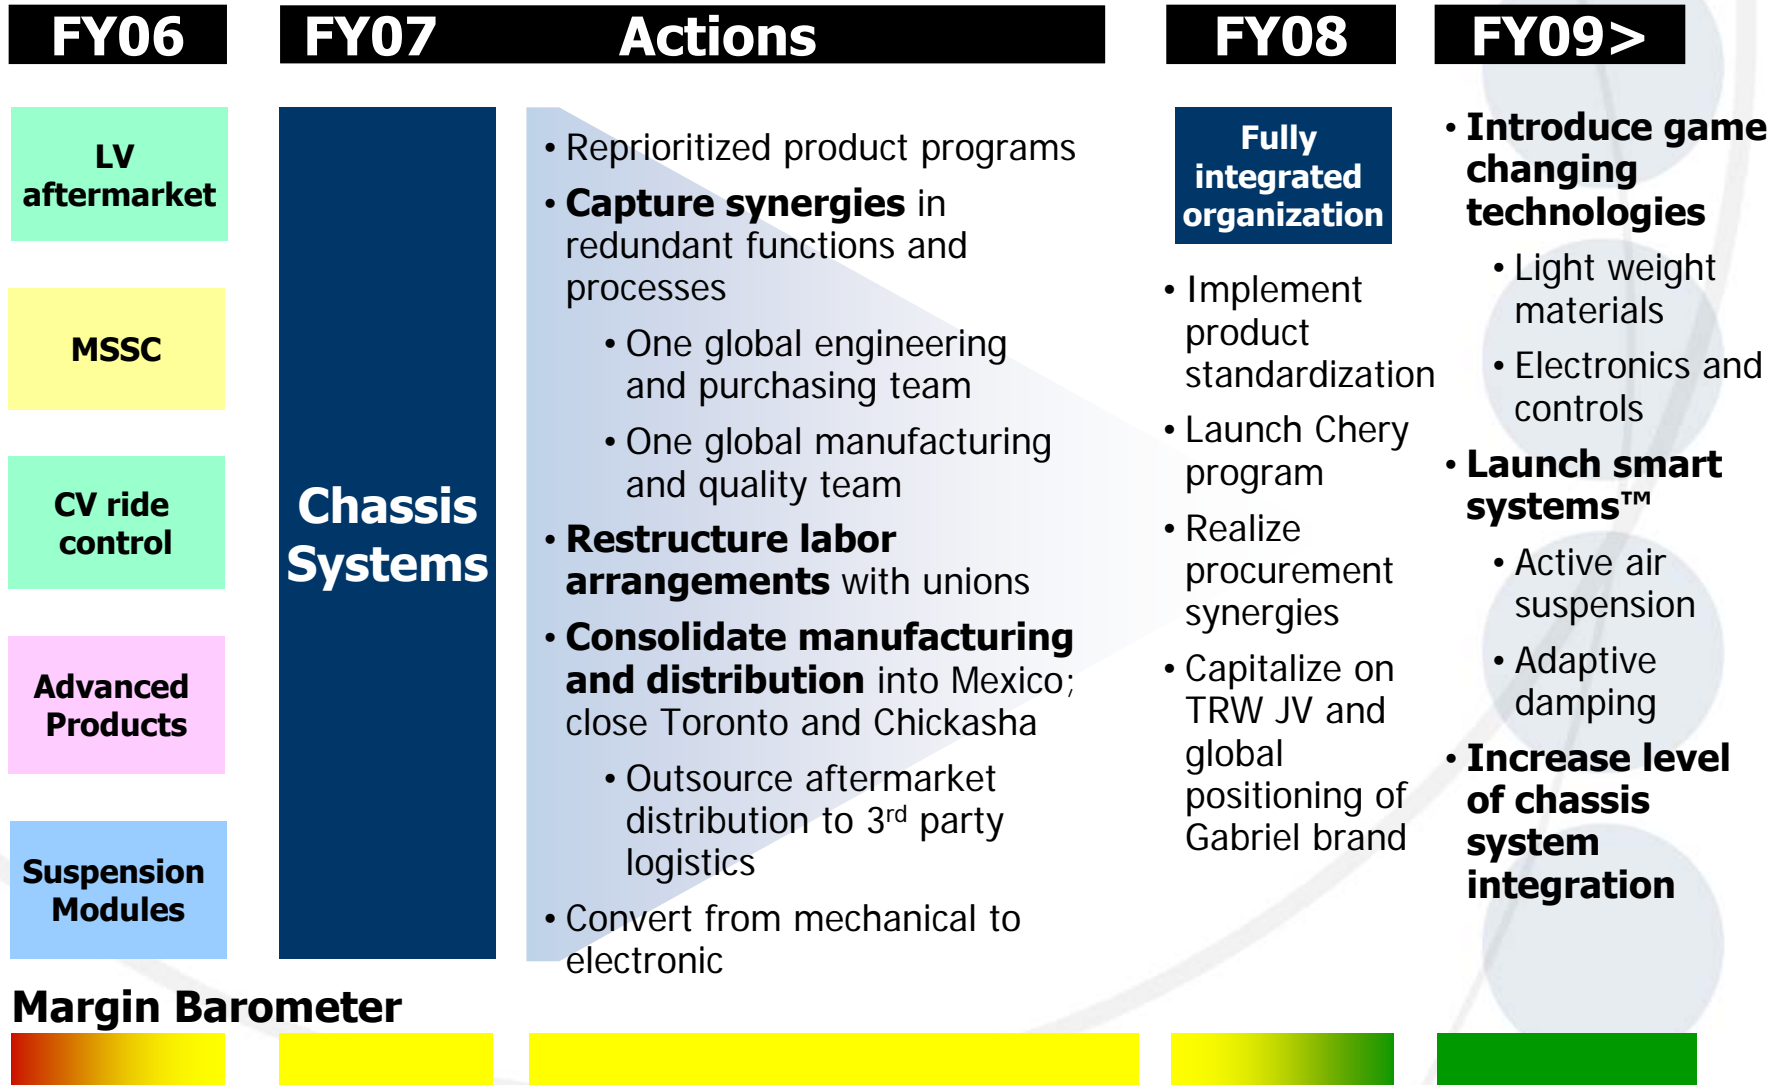 FY06
FY07 Actions
FY08
FY09>
LV
aftermarket
MSSC
CV ride
control
Advanced
Products
Suspension
Modules
Chassis
Systems
• Reprioritized product programs
• Capture synergies in
redundant functions and
processes
• One global engineering
and purchasing team
• One global manufacturing
and quality team
• Restructure labor
arrangements with unions
• Consolidate manufacturing
and distribution into Mexico;
close Toronto and Chickasha
• Outsource aftermarket
distribution to 3rd party
logistics
• Convert from mechanical to
electronic
Fully
integrated
organization
• Implement
product
standardization
• Launch Chery
program
• Realize
procurement
synergies
• Capitalize on
TRW JV and
global
positioning of
Gabriel brand
• Introduce game
changing
technologies
• Light weight
materials
• Electronics and
controls
• Launch smart
systems™
• Active air
suspension
• Adaptive
damping
• Increase level
of chassis
system
integration
Margin Barometer